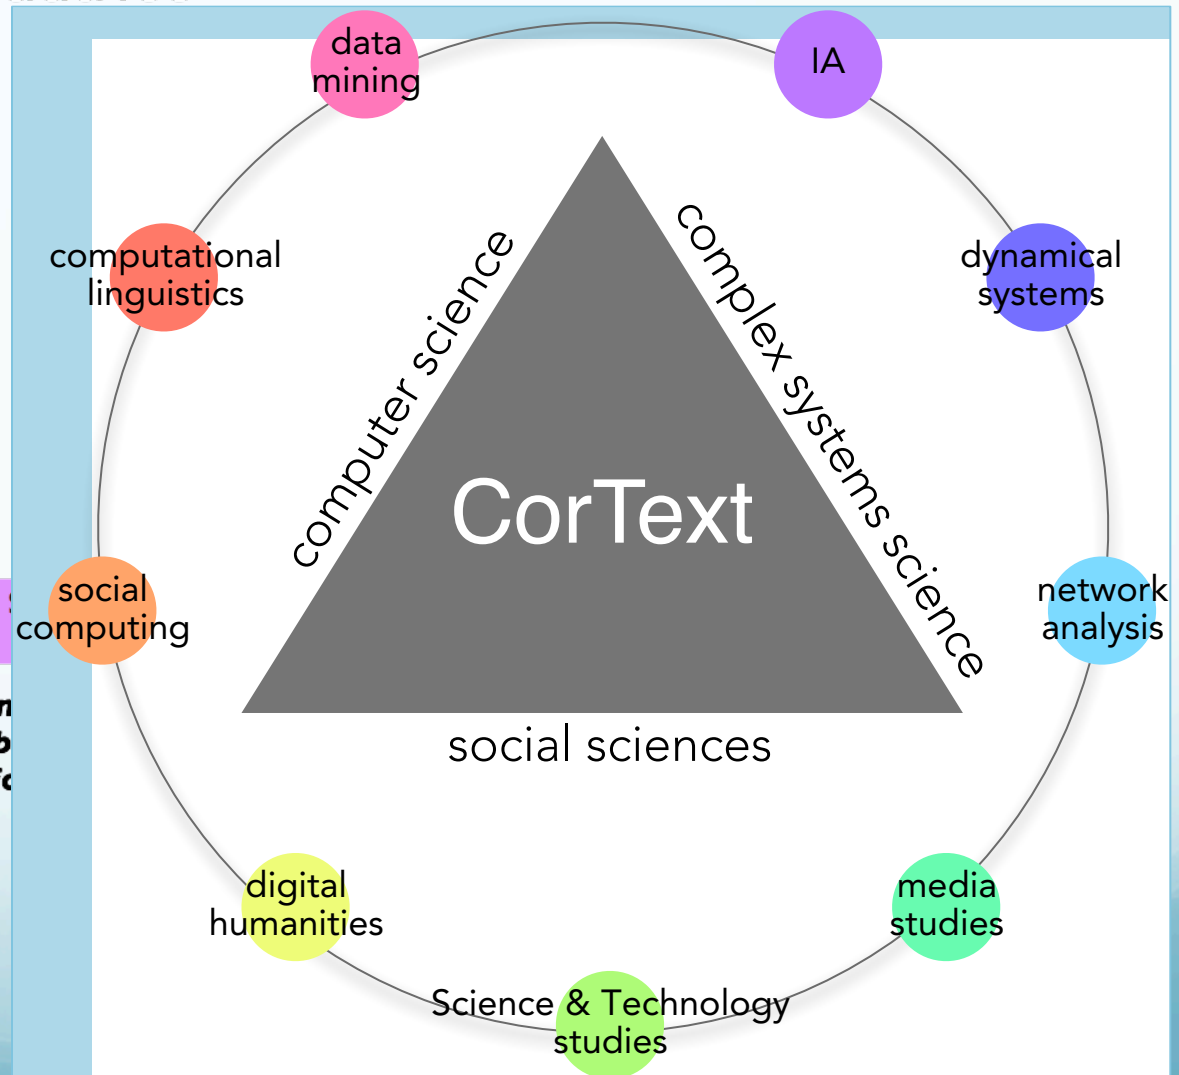 data
mining
IA
computational
linguistics
dynamical
systems
computer science
complex systems science
CorText
social
computing
network
analysis
social sciences
digital
humanities
media
studies
Science & Technology
studies